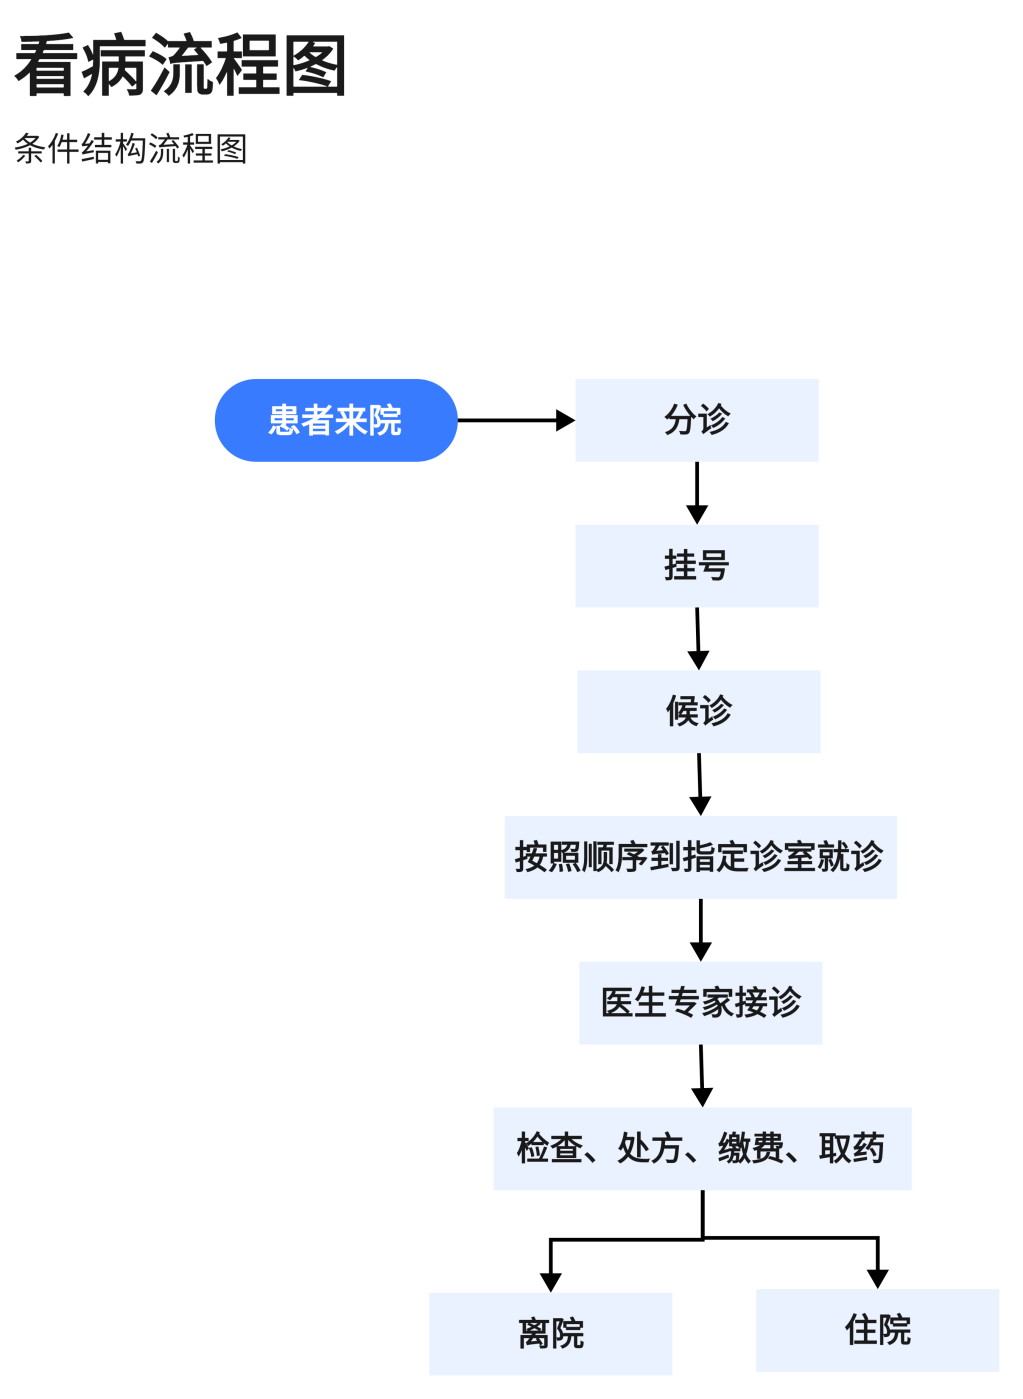 看病流程图
条件结构流程图
患者来院
分诊
挂号
候诊
按照顺序到指定诊室就诊
医生专家接诊
检查、处方、缴费、取药
离院
住院